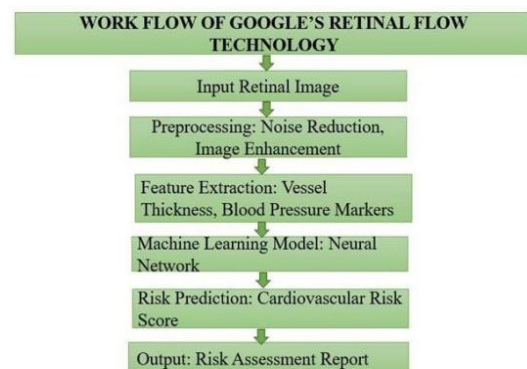 WORK FLOW OF GOOGLE'S RETINAL FLOW
TECHNOLOGY
Input Retinal Image
Preprocessing: Noise Reduction,
Image Enhancement
Feature Extraction: Vessel
Thickness, Blood Pressure Markers
Machine Learning Model: Neural
Network
Risk Prediction: Cardiovascular Risk
Score
Output: Risk Assessment Report